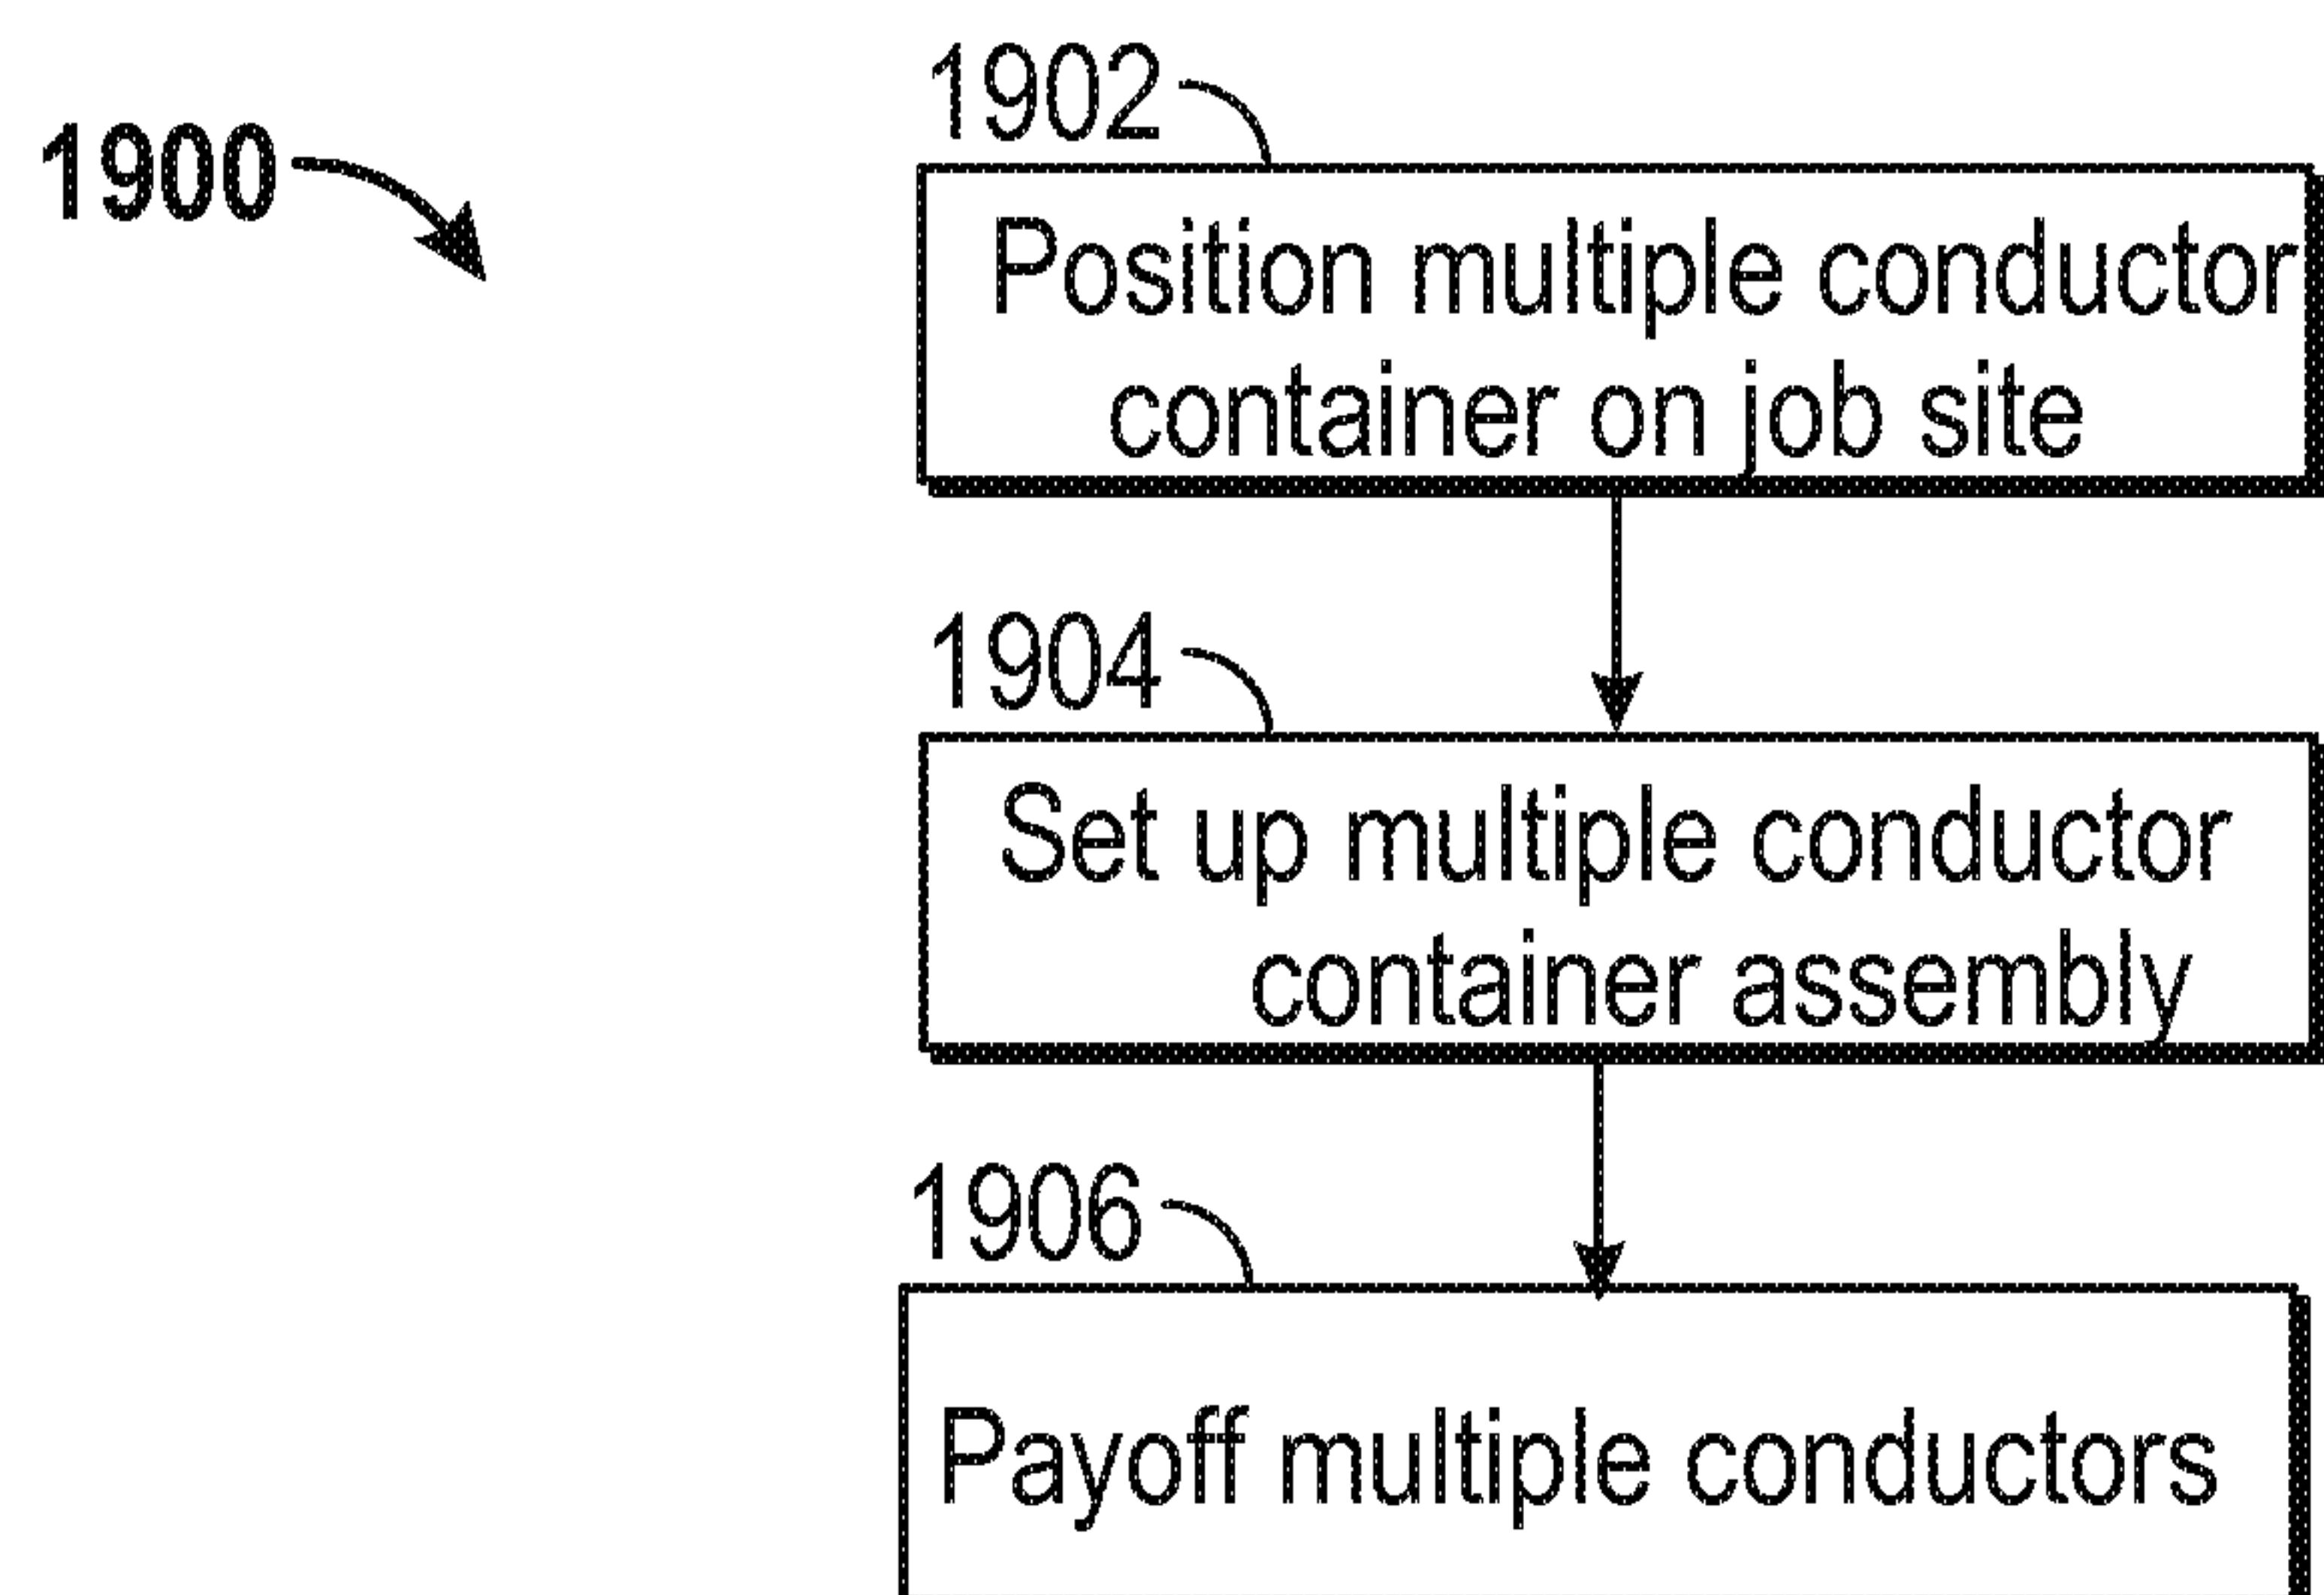 1900
1902
Position multiple conductor
container on job site
1904
Set up multiple conductor
container assembly
1906
Payoff multiple conductors